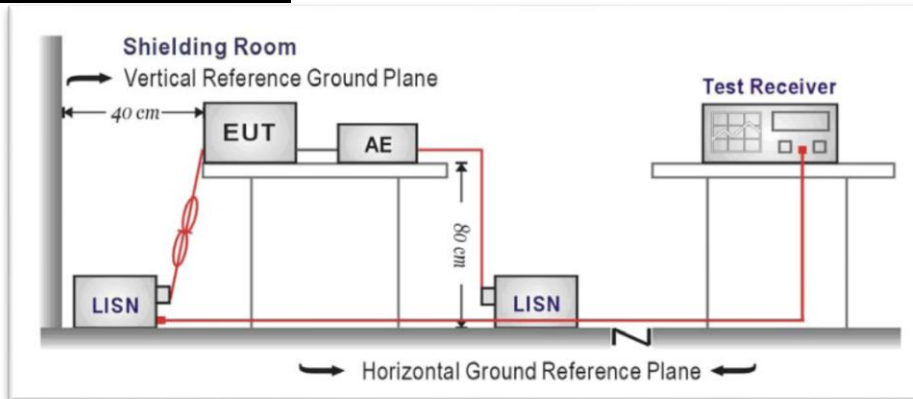 Shielding Room
Vertical Reference Ground Plane
Test Receiver
40 cm
EUT
AE
80 cm
LISN
LISN
Horizontal Ground Reference Plane